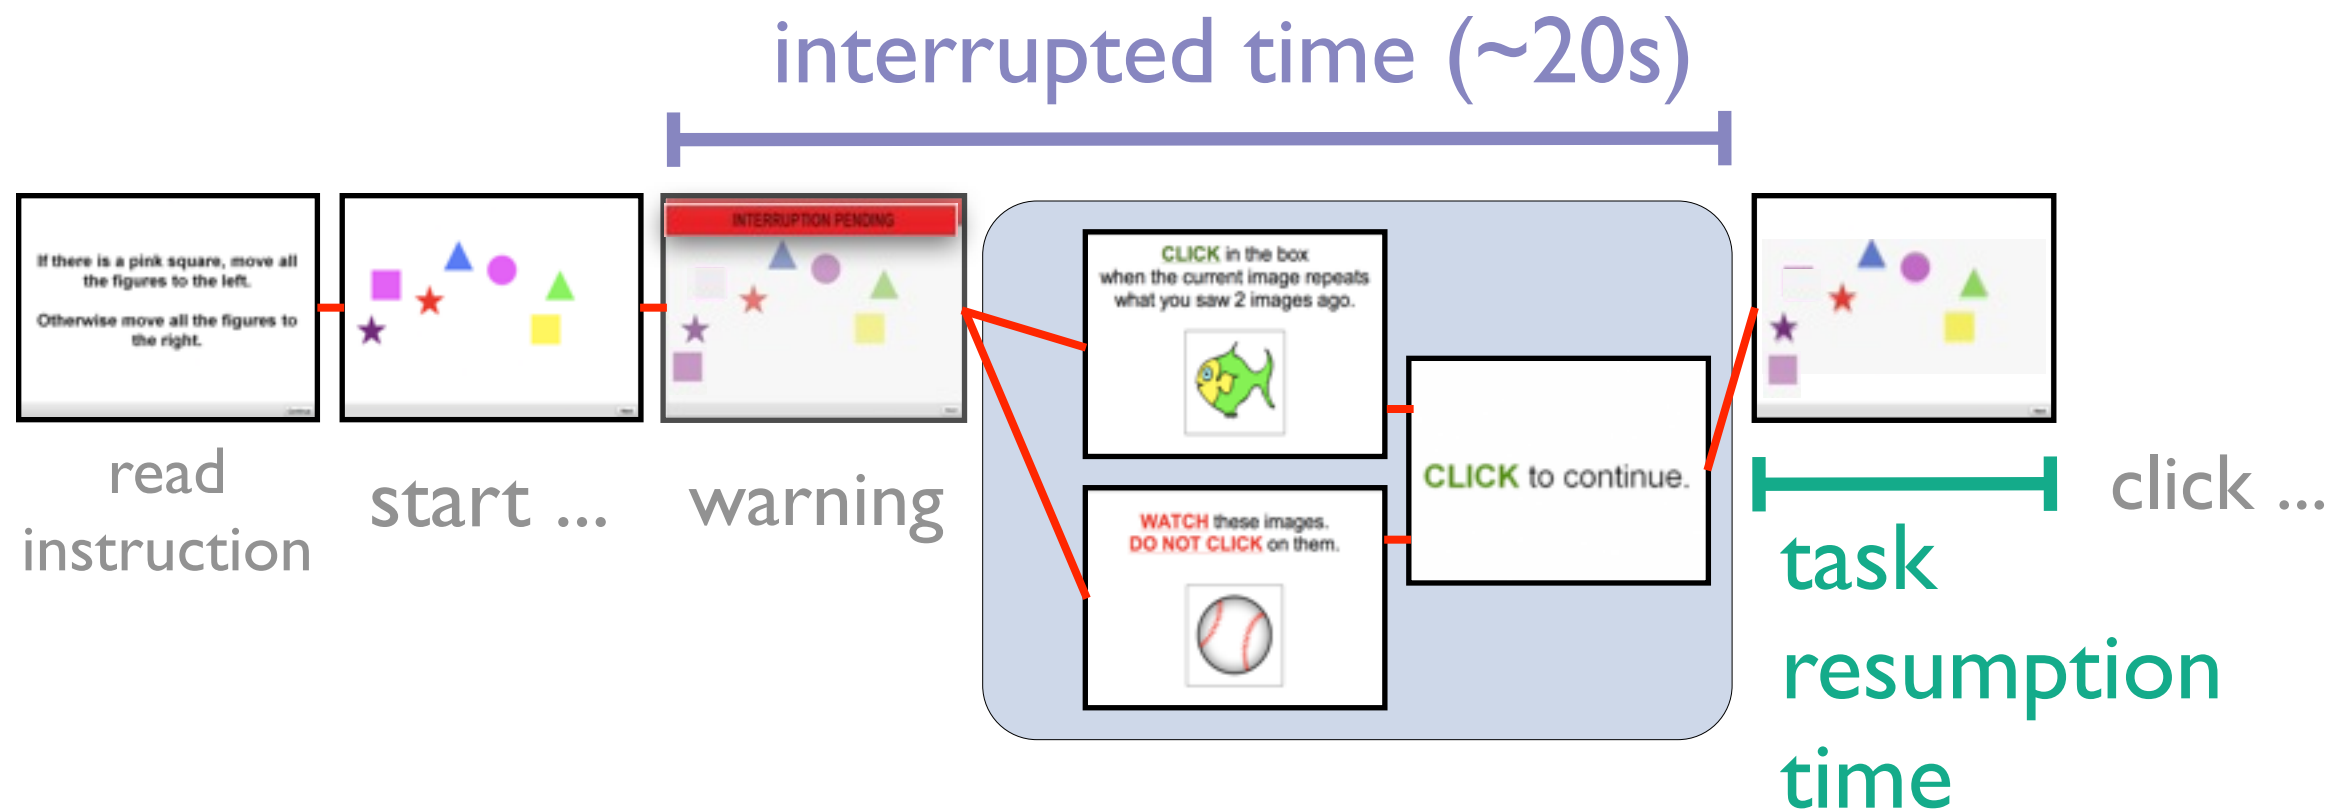 interrupted time (~20s)
If there is a pink square, move all
the figures to the left.
Otherwise move all the figures to
the right.
Continue
read
instruction
start ...
INTERRUPTION PENDING
warning
CLICK in the box
when the current image repeats
what you saw 2 images ago.
WATCH these images.
DO NOT CLICK on them.
CLICK to continue.
task
resumption
time
click ...